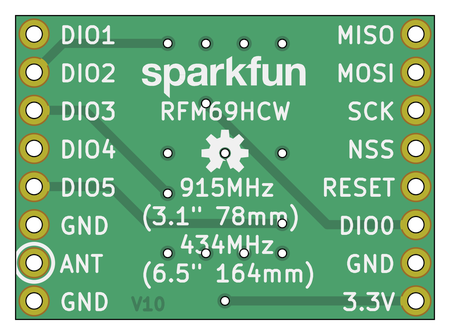 DIO1
DIO2
DIO3
DIO4
DIO5
GND
ANT
GND
sparkfun
RFM69HCW
915MHz
(3.1" 78mm)
434MHz
(6.5" 164mm)
V10
MISO
MOSI
SCK
NSS
RESET
DIO0
GND
3.3V